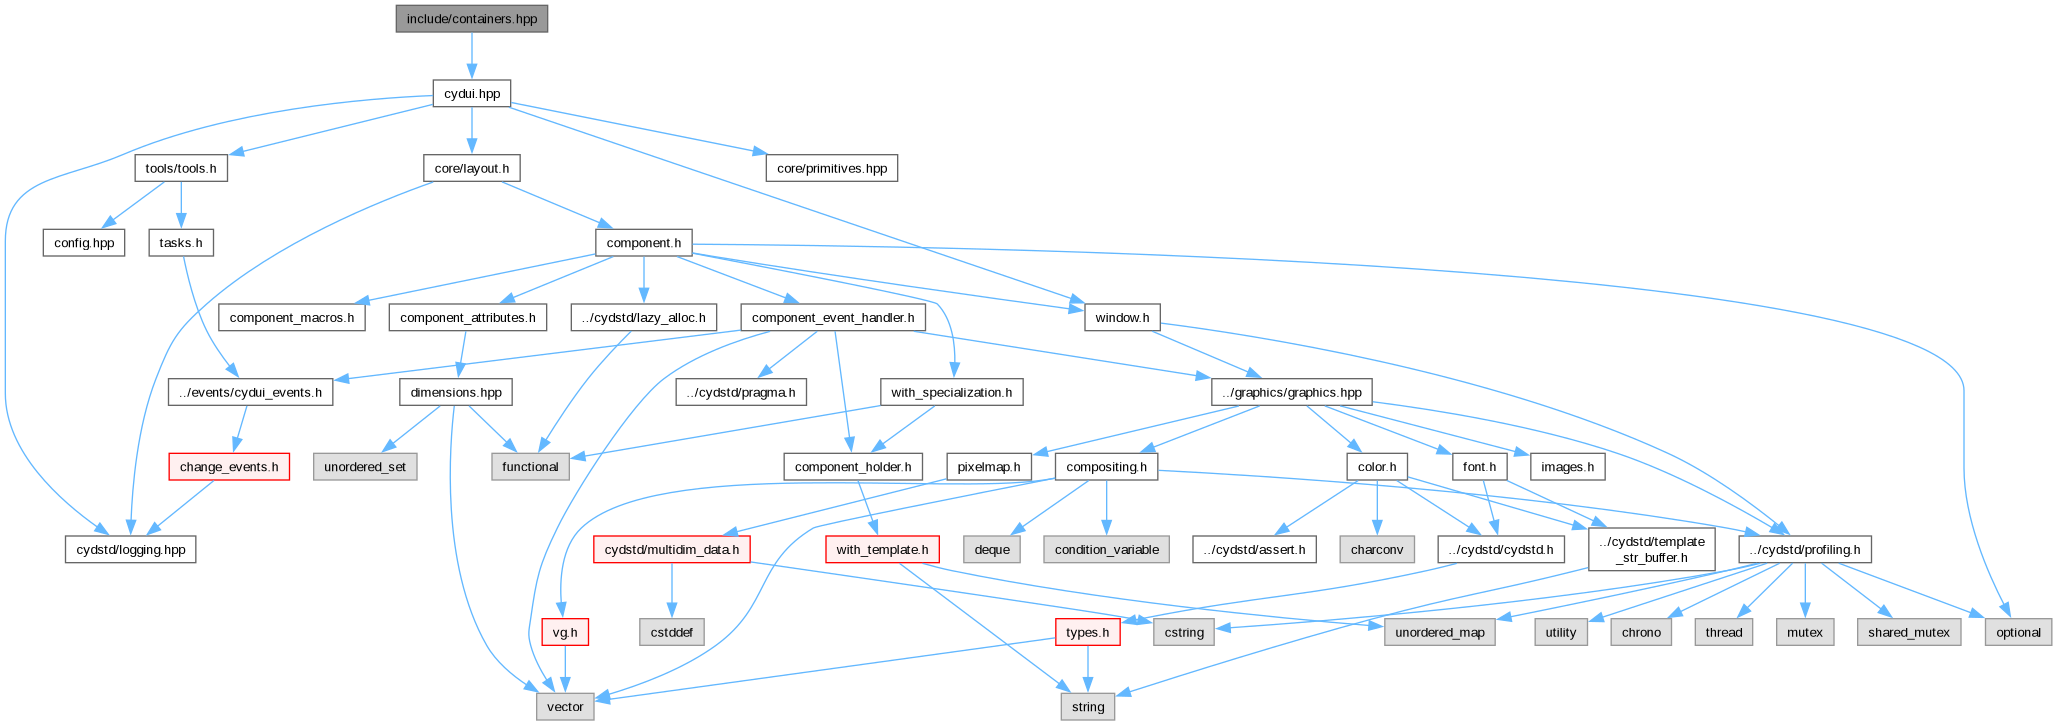 include/containers.hpp
cydui.hpp
tools/tools.h
core/layout.h
core/primitives.hpp
config.hpp
tasks.h
component.h
component_macros.h
component_attributes.h
../cydstd/lazy_alloc.h
component_event_handler.h
window.h
../events/cydui_events.h
dimensions.hpp
../cydstd/pragma.h
with_specialization.h
../graphics/graphics.hpp
change_events.h
unordered_set
functional
component_holder.h
pixelmap.h
compositing.h
color.h
font.h
images.h
cydstd/logging.hpp
cydstd/multidim_data.h
with_template.h
deque
condition_variable
../cydstd/assert.h
charconv
../cydstd/cydstd.h
../cydstd/template
_str_buffer.h
../cydstd/profiling.h
vg.h
cstddef
types.h
cstring
unordered_map
utility
chrono
thread
mutex
shared_mutex
optional
vector
string